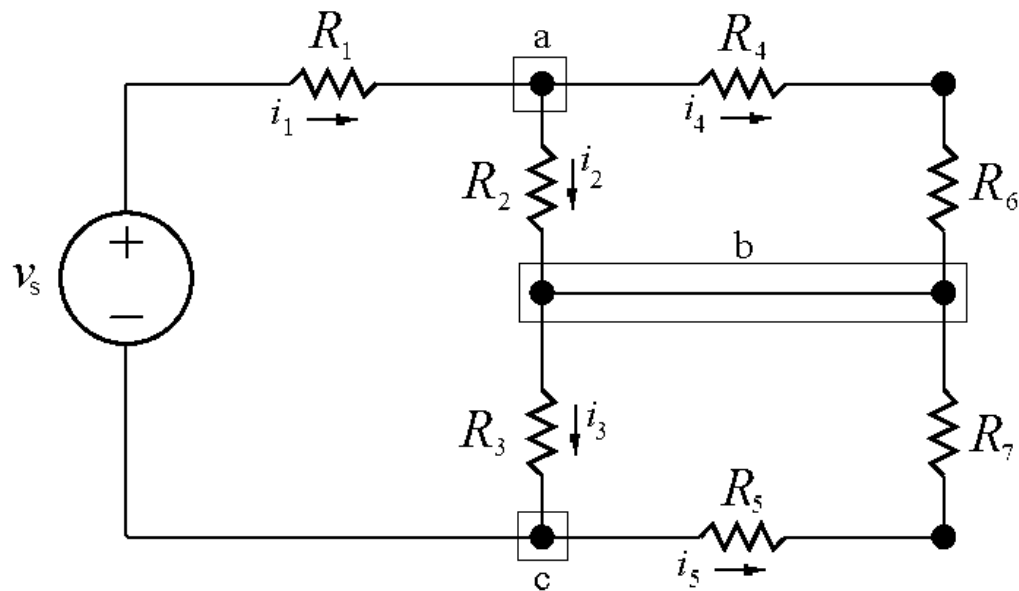 a
R₁
R₄
i₁
i₄
R₂
i₂
R₆
b
+
vₛ
−
R₃
i₃
R₇
R₅
c
i₅